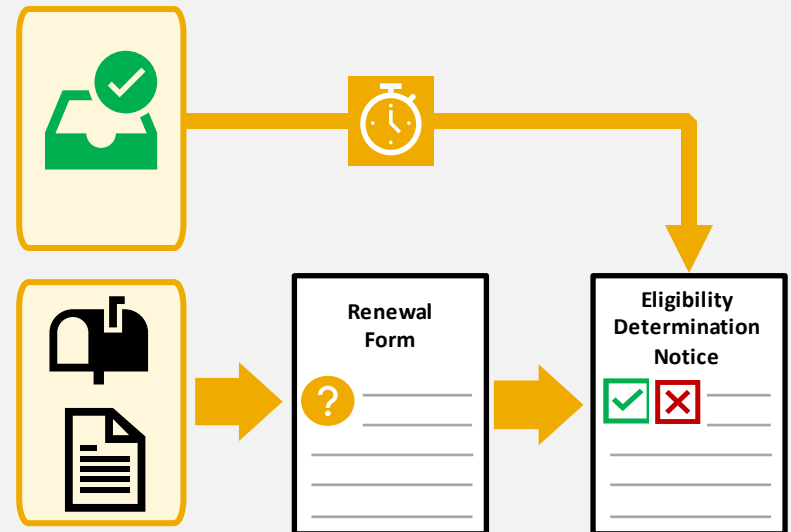 Renewal
Form
?
Eligibility
Determination
Notice